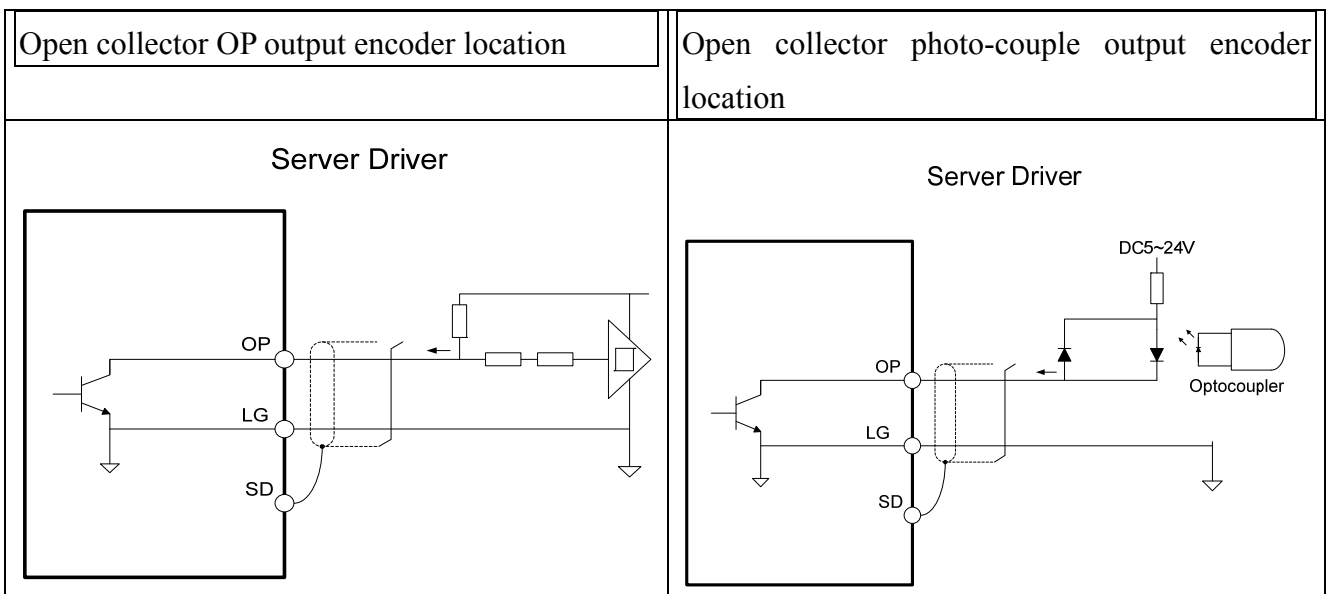 Open collector OP output encoder location
Open collector photo-couple output encoder
location
Server Driver
OP
LG
SD
Server Driver
DC5~24V
OP
LG
SD
Optocoupler